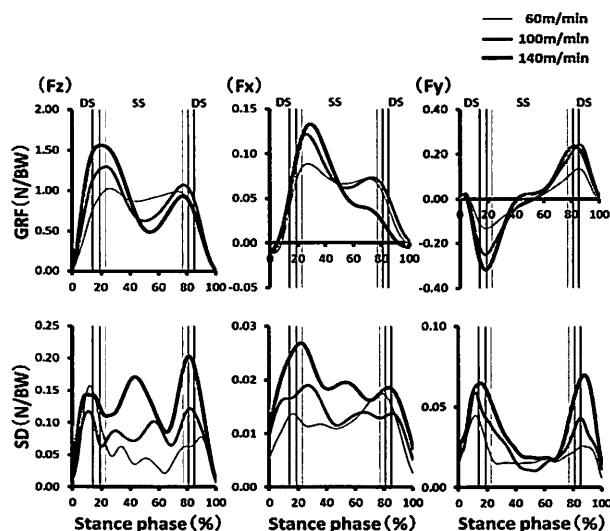 60m/min
100m/min
140m/min
(Fz) (Fx) (Fy)
DS SS DS DS SS DS DS SS DS
GRF(N/BW)
2.00
1.50
1.00
0.50
0.00
0 20 40 60 80 100
0.15
0.10
0.05
0.00
-0.05
0 20 40 60 80 100
0.40
0.20
0.00
-0.20
-0.40
0 20 40 60 80 100
SD(N/BW)
0.25
0.20
0.15
0.10
0.05
0.00
0 20 40 60 80 100
0.03
0.02
0.01
0.00
0 20 40 60 80 100
0.10
0.05
0.00
0 20 40 60 80 100
Stance phase(%) Stance phase(%) Stance phase(%)